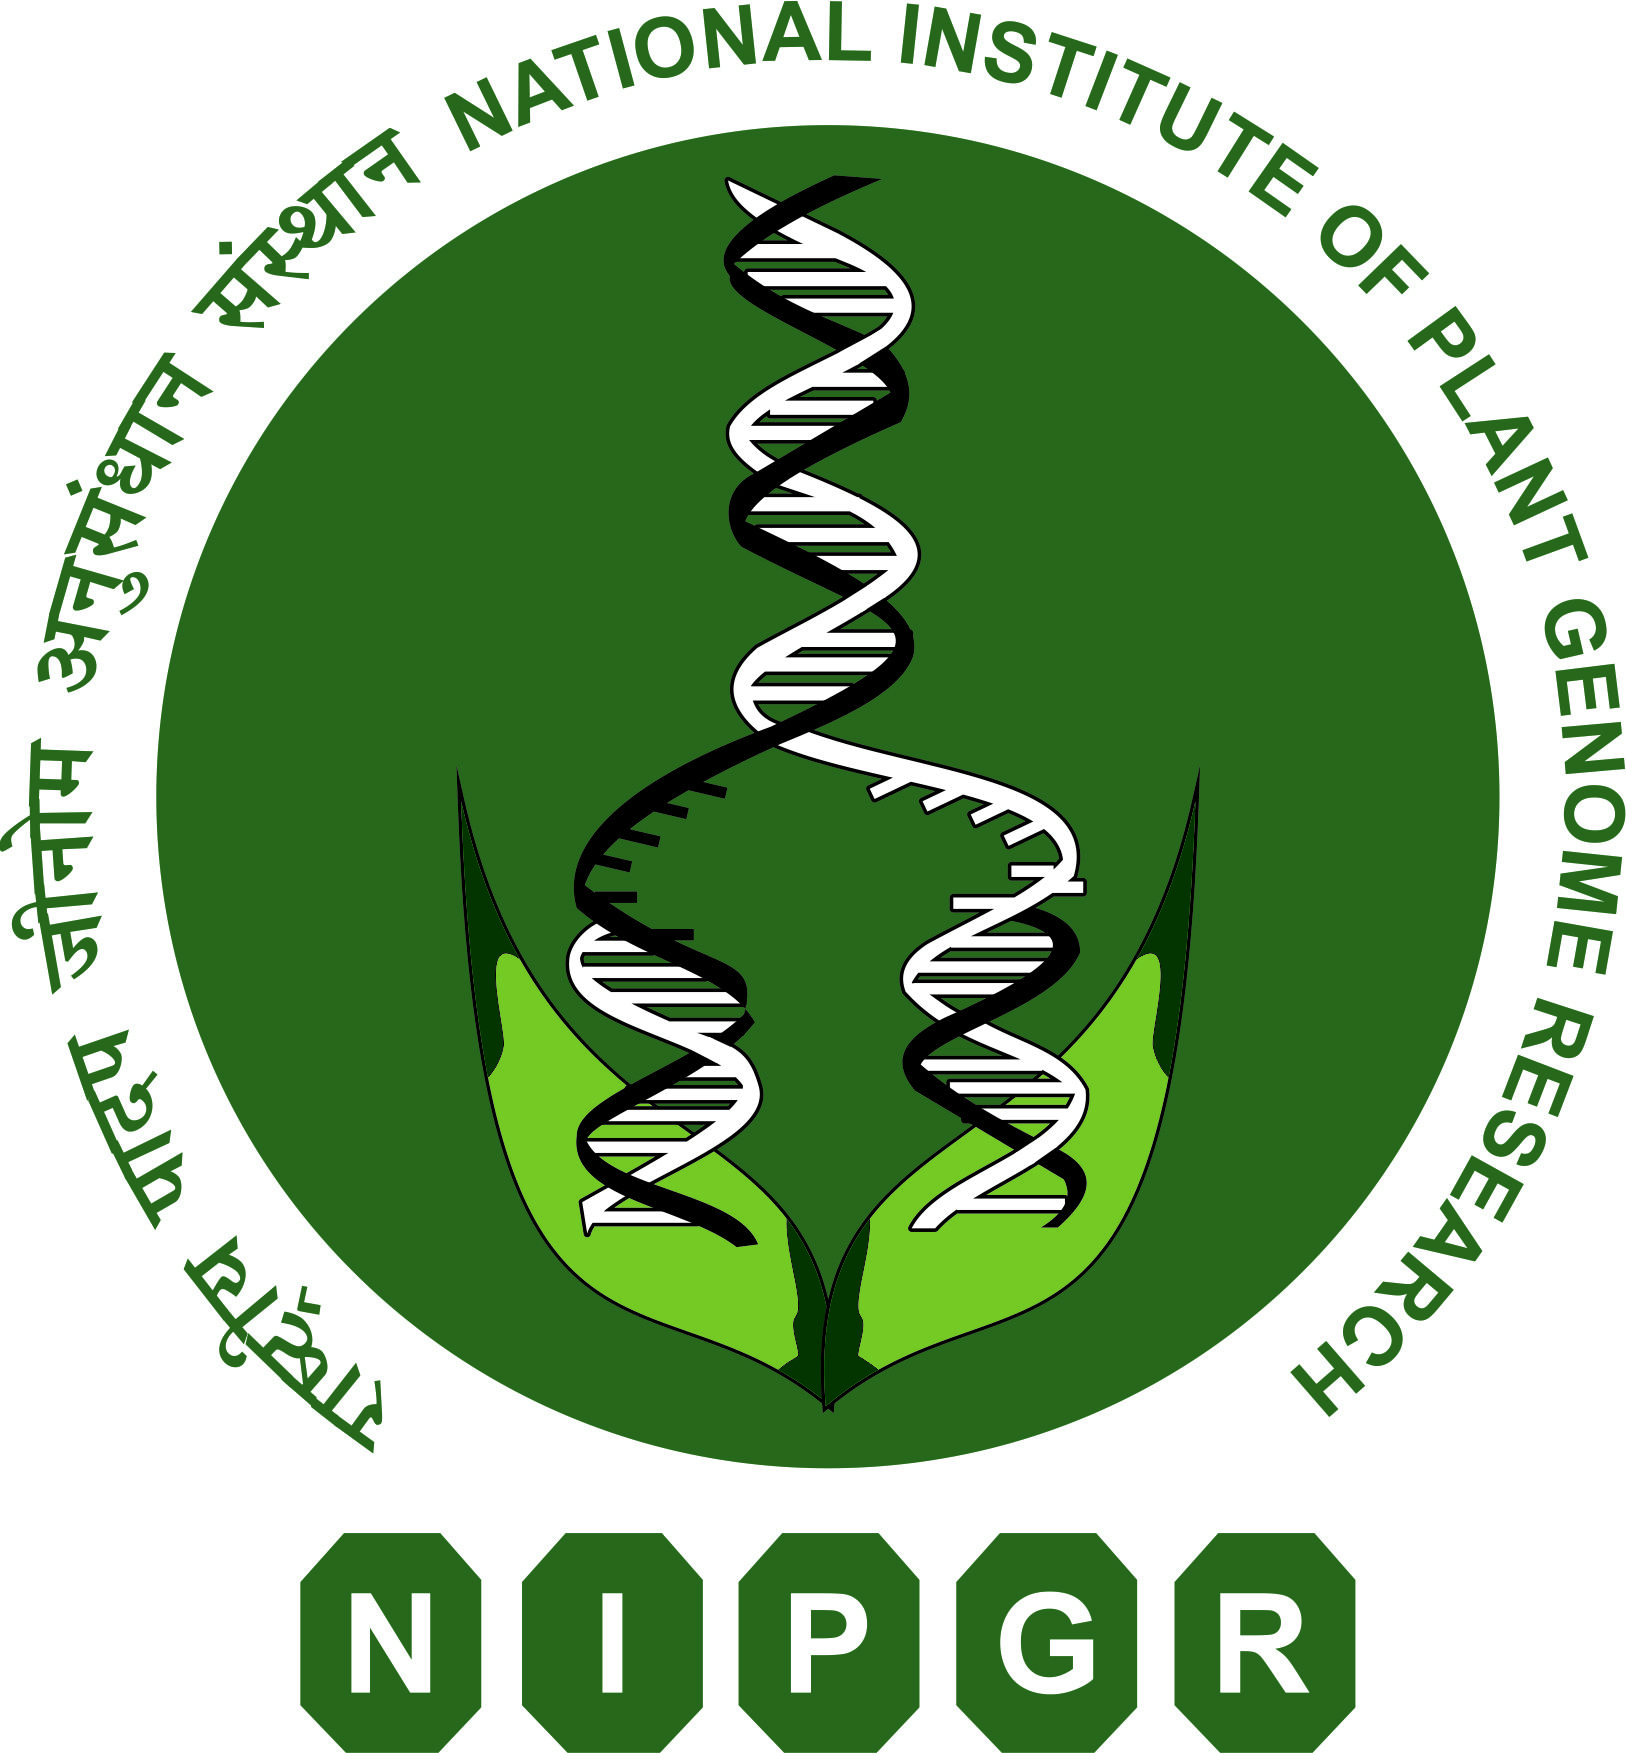 राष्ट्रीय पादप जीनोम अनुसंधान संस्थान
NATIONAL INSTITUTE OF PLANT GENOME RESEARCH
NIPGR